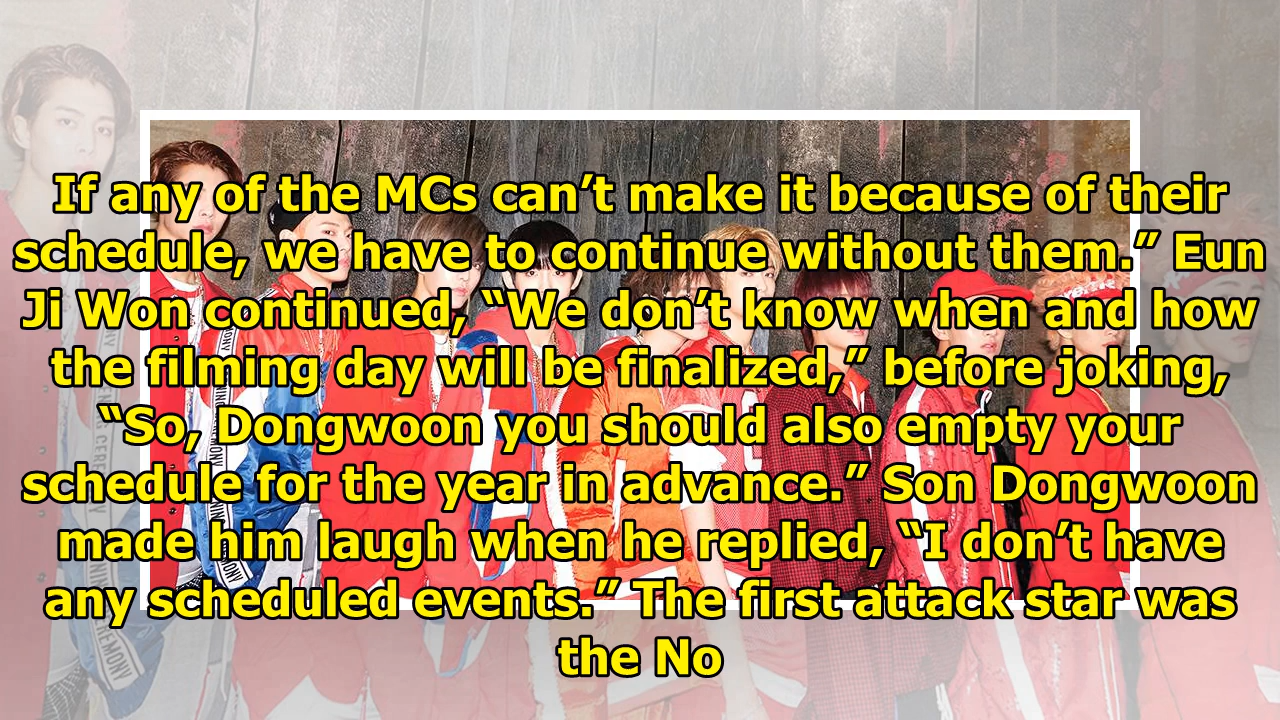 If any of the MCs can’t make it because of their
schedule, we have to continue without them.” Eun
Ji Won continued, “We don’t know when and how
the filming day will be finalized,” before joking,
“So, Dongwoon you should also empty your
schedule for the year in advance.” Son Dongwoon
made him laugh when he replied, “I don’t have
any scheduled events.” The first attack star was
the No